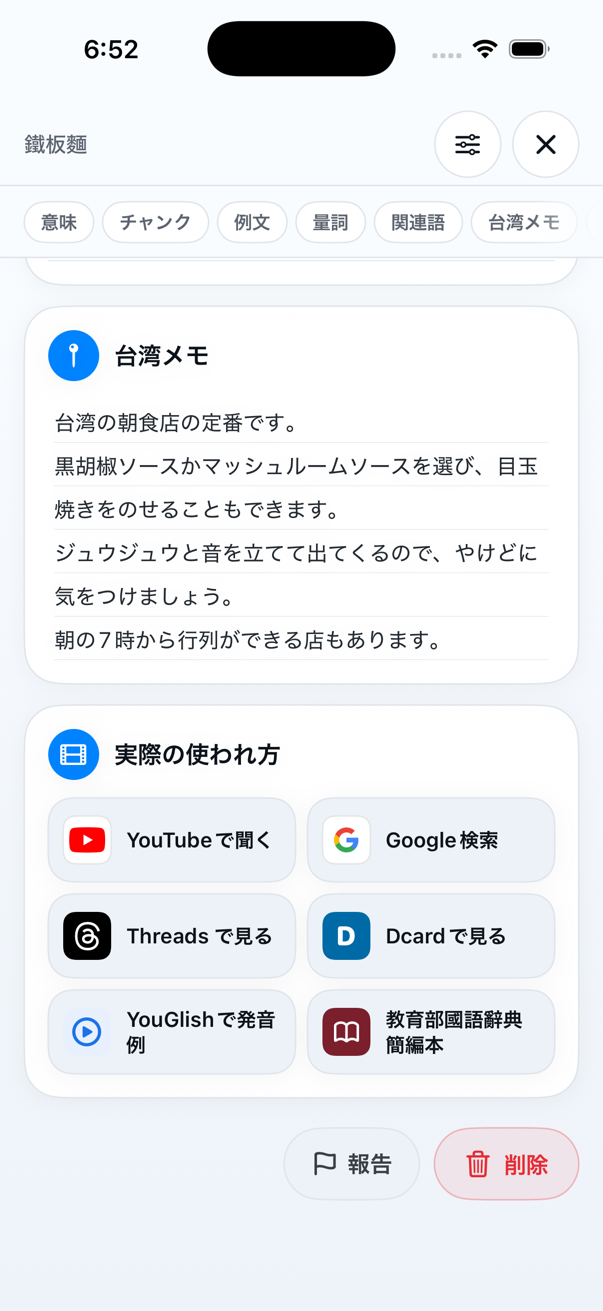 6:52
鐵板麵
意味
チャンク
例文
量詞
関連語
台湾メモ
台湾メモ
台湾の朝食店の定番です。
黒胡椒ソースかマッシュルームソースを選び、目玉
焼きをのせることもできます。
ジュウジュウと音を立てて出てくるので、やけどに
気をつけましょう。
朝の7時から行列ができる店もあります。
実際の使われ方
YouTubeで聞く
Google検索
Threads で見る
D
Dcardで見る
YouGlishで発音
例
教育部國語辭典
簡編本
報告
削除